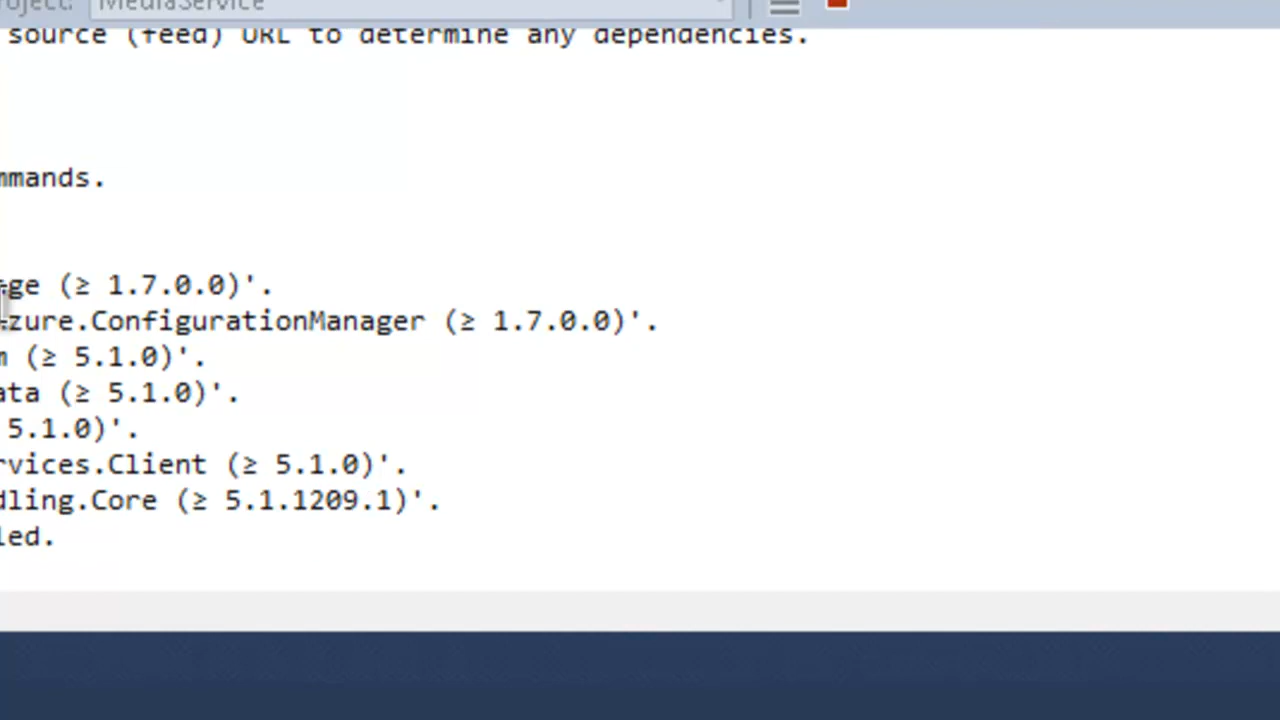 roject: MediaService
source (feed) URL to determine any dependencies.
mmands.
ge (≥ 1.7.0.0)'.
zure.ConfigurationManager (≥ 1.7.0.0)'.
m (≥ 5.1.0)'.
ata (≥ 5.1.0)'.
5.1.0)'.
rvices.Client (≥ 5.1.0)'.
dling.Core (≥ 5.1.1209.1)'.
led.